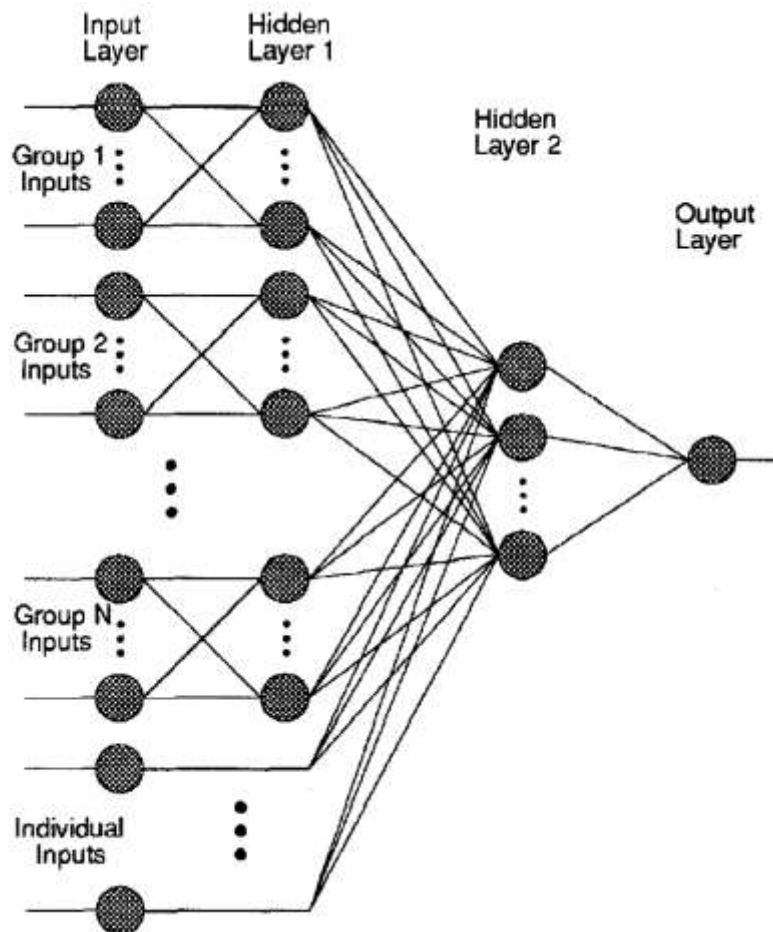 Input
Layer
Hidden
Layer 1
Hidden
Layer 2
Output
Layer
Group 1
Inputs
Group 2
Inputs
Group N
Inputs
Individual
Inputs